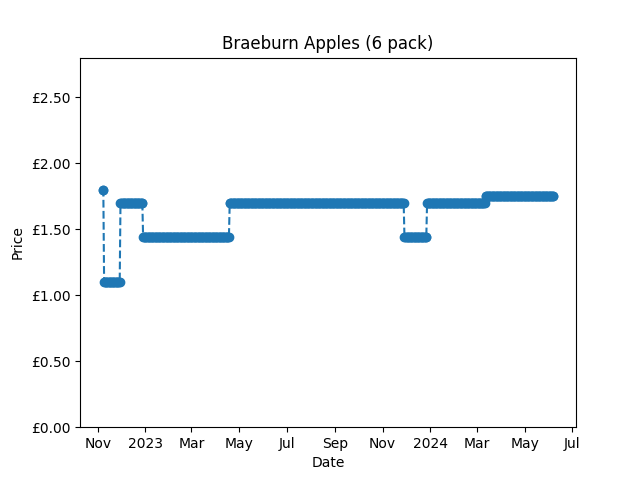 Braeburn Apples (6 pack)
£2.50
£2.00
£1.50
£1.00
£0.50
£0.00
Price
Nov 2023 Mar May Jul Sep Nov 2024 Mar May Jul
Date